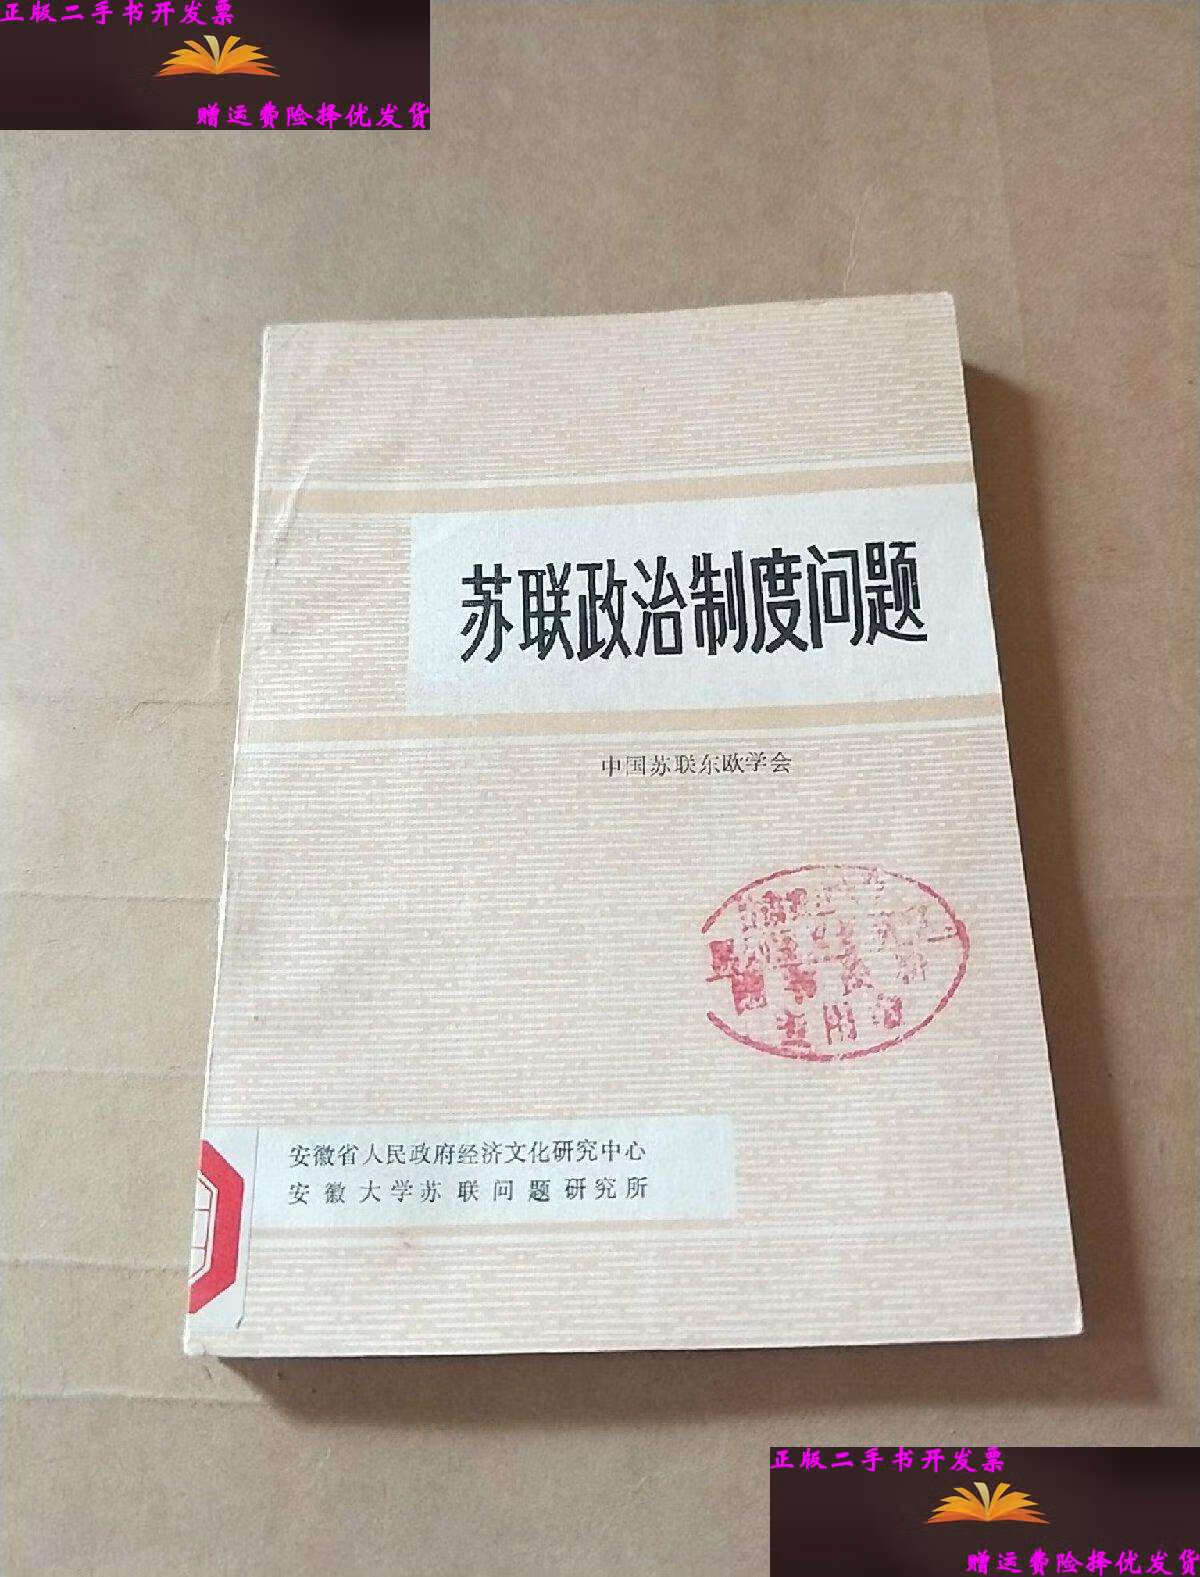 正版二手书开发票
赠运费险择优发货
苏联政治制度问题
中国苏联东欧学会
安徽省人民政府经济文化研究中心
安徽大学苏联问题研究所
正版二手书开发票
赠运费险择优发货